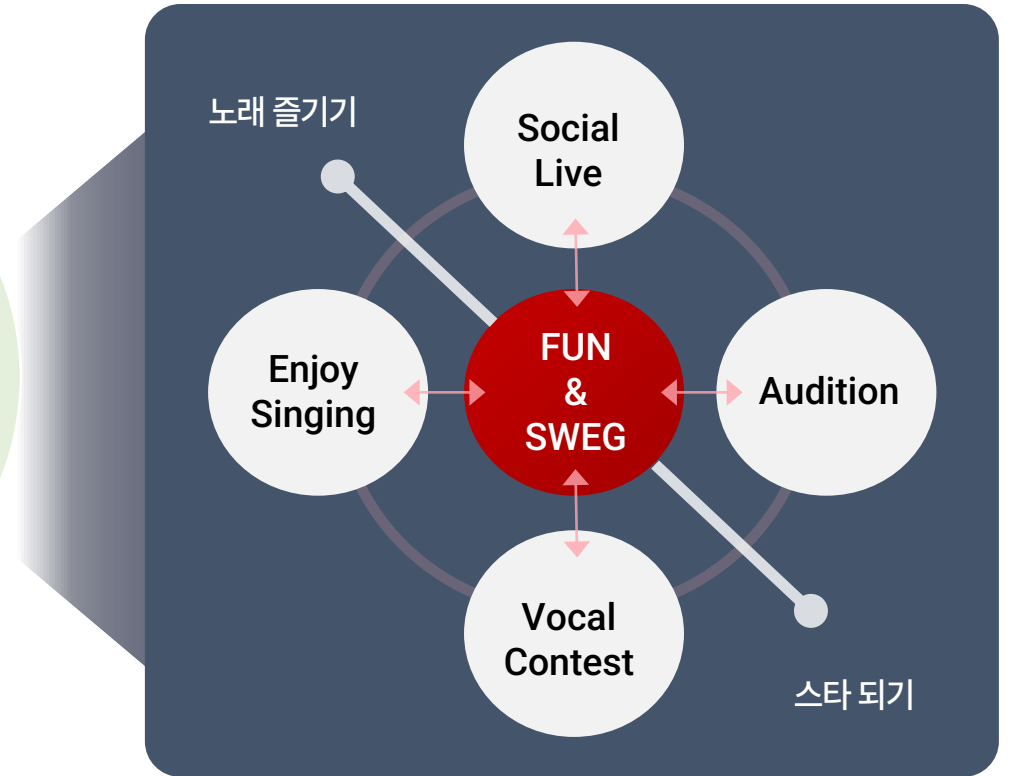 노래 즐기기
Social
Live
Enjoy
Singing
FUN
&
SWEG
Audition
Vocal
Contest
스타 되기